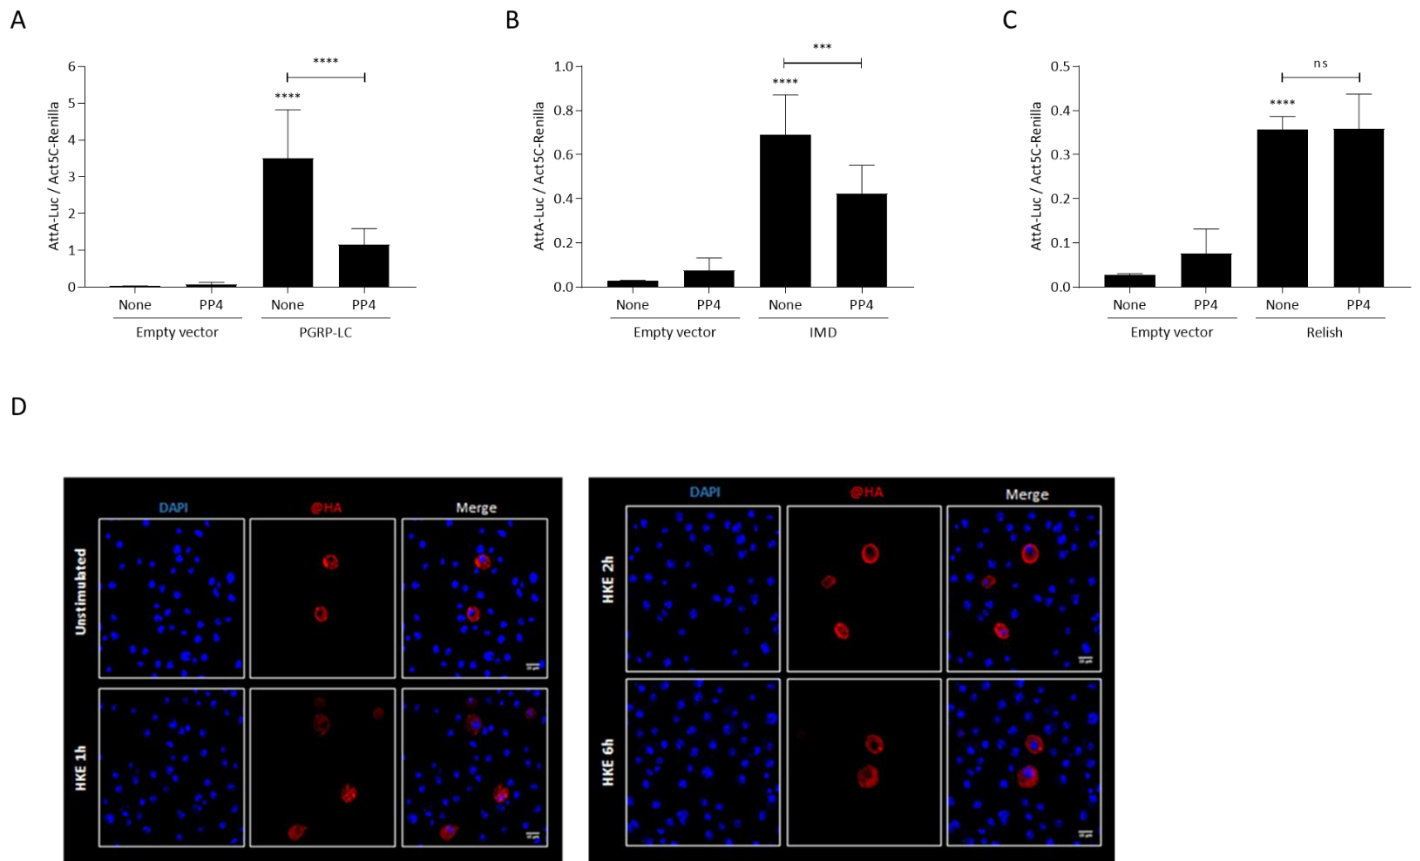 A
AttA-Luc / Act5C-Renilla
6
5
4
3
2
1
0
****
****
None PP4 None PP4
Empty vector PGRP-LC
B
AttA-Luc / Act5C-Renilla
1.0
0.8
0.6
0.4
0.2
0.0
***
****
None PP4 None PP4
Empty vector IMD
C
AttA-Luc / Act5C-Renilla
0.5
0.4
0.3
0.2
0.1
0.0
ns
****
None PP4 None PP4
Empty vector Relish
D
DAPI @HA Merge
Unstimulated
HKE 1h
DAPI @HA Merge
HKE 2h
HKE 6h